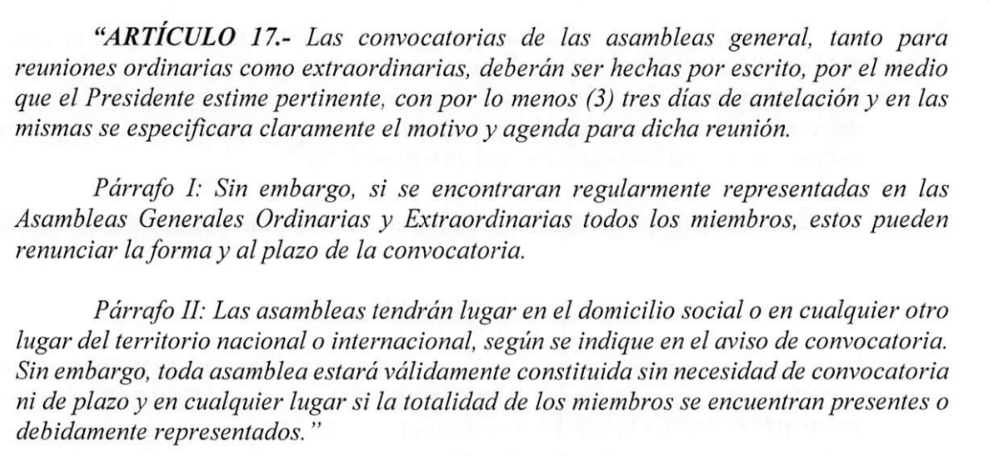 “ARTÍCULO 17.- Las convocatorias de las asambleas general, tanto para
reuniones ordinarias como extraordinarias, deberán ser hechas por escrito, por el medio
que el Presidente estime pertinente, con por lo menos (3) tres días de antelación y en las
mismas se especificara claramente el motivo y agenda para dicha reunión.
Párrafo I: Sin embargo, si se encontraran regularmente representadas en las
Asambleas Generales Ordinarias y Extraordinarias todos los miembros, estos pueden
renunciar la forma y al plazo de la convocatoria.
Párrafo II: Las asambleas tendrán lugar en el domicilio social o en cualquier otro
lugar del territorio nacional o internacional, según se indique en el aviso de convocatoria.
Sin embargo, toda asamblea estará válidamente constituida sin necesidad de convocatoria
ni de plazo y en cualquier lugar si la totalidad de los miembros se encuentran presentes o
debidamente representados.”